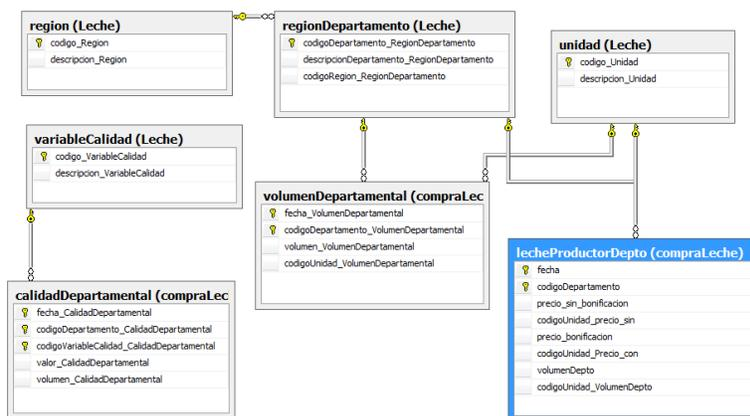 region (Leche)
codigo_Region
descripcion_Region
regionDepartamento (Leche)
codigoDepartamento_RegionDepartamento
descripcionDepartamento_RegionDepartamento
codigoRegion_RegionDepartamento
unidad (Leche)
codigo_Unidad
descripcion_Unidad
variableCalidad (Leche)
codigo_VariableCalidad
descripcion_VariableCalidad
volumenDepartamental (compraLec
fecha_VolumenDepartamental
codigoDepartamento_VolumenDepartamental
volumen_VolumenDepartamental
codigoUnidad_VolumenDepartamental
lecheProductorDepto (compraLeche)
fecha
codigoDepartamento
precio_sin_bonificacion
codigoUnidad_precio_sin
precio_bonificacion
codigoUnidad_Precio_con
volumenDepto
codigoUnidad_VolumenDepto
calidadDepartamental (compraLec
fecha_CalidadDepartamental
codigoDepartamento_CalidadDepartamental
codigoVariableCalidad_CalidadDepartamental
valor_CalidadDepartamental
volumen_CalidadDepartamental